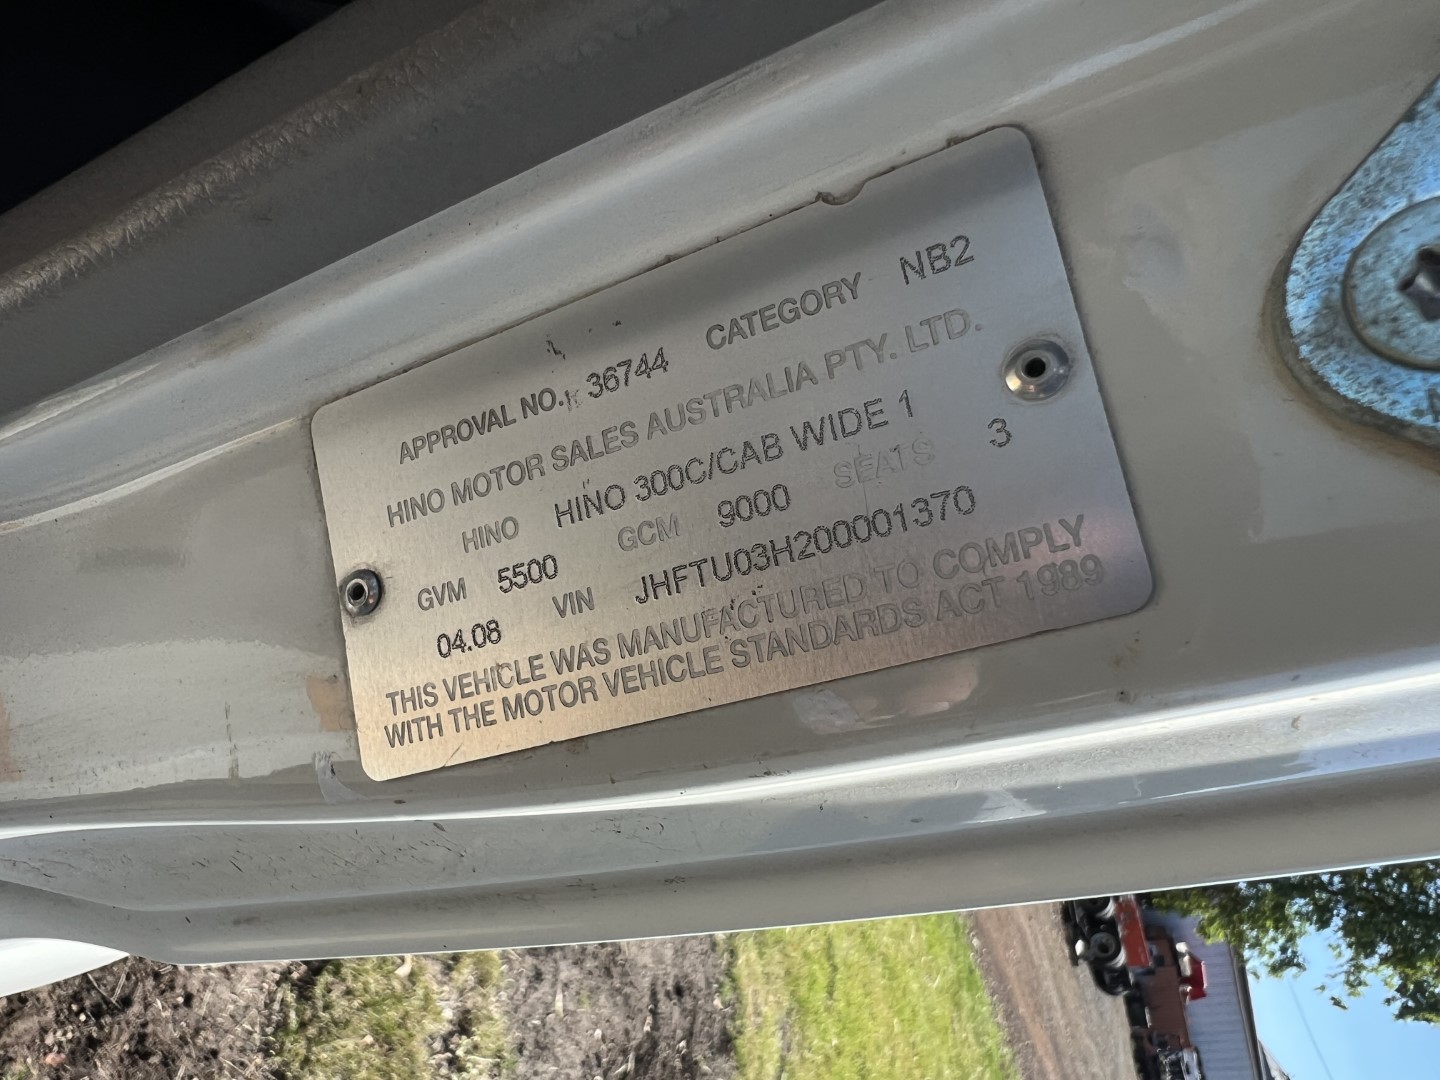 APPROVAL NO. 36744 CATEGORY NB2
HINO MOTOR SALES AUSTRALIA PTY. LTD.
HINO HINO 300C/CAB WIDE 1
GVM 5500 GCM 9000 SEATS 3
04.08 VIN JHFTU03H200001370
THIS VEHICLE WAS MANUFACTURED TO COMPLY
WITH THE MOTOR VEHICLE STANDARDS ACT 1989